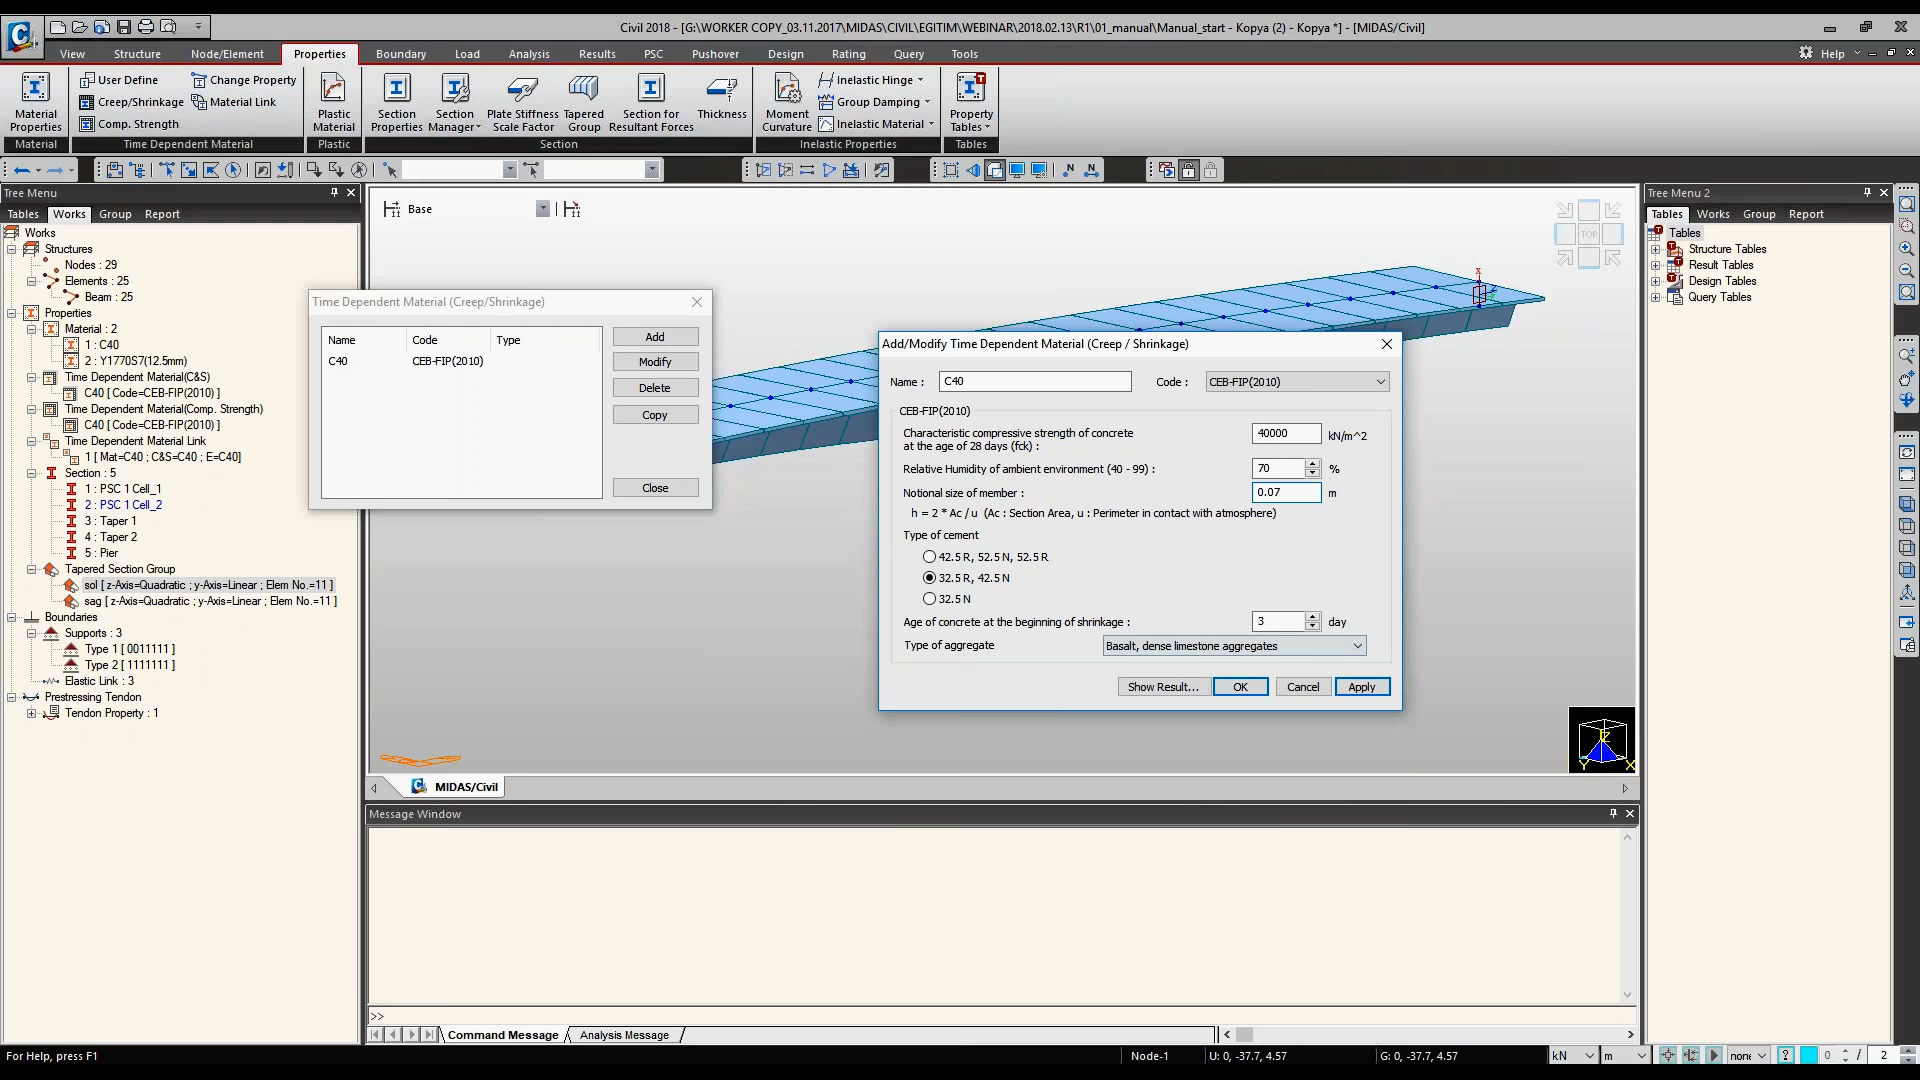 Civil 2018 - [G:\WORKER COPY_03.11.2017\MIDAS\CIVIL\EGITIM\WEBINAR\2018.02.13\R1\01_manual\Manual_start - Kopya (2) - Kopya *] - [MIDAS/Civil]
View Structure Node/Element Properties Boundary Load Analysis Results PSC Pushover Design Rating Query Tools Help
Material Properties
User Define
Creep/Shrinkage
Comp. Strength
Change Property
Material Link
Plastic Material
Section Properties
Section Manager
Plate Stiffness Scale Factor
Tapered Group
Section for Resultant Forces
Thickness
Moment Curvature
Inelastic Hinge
Group Damping
Inelastic Material
Property Tables
Material Time Dependent Material Plastic Section Inelastic Properties Tables
Tree Menu
Tables Works Group Report
Works
Structures
Nodes : 29
Elements : 25
Beam : 25
Properties
Material : 2
1 : C40
2 : Y1770S7(12.5mm)
Time Dependent Material(C&S)
C40 [ Code=CEB-FIP(2010) ]
Time Dependent Material(Comp. Strength)
C40 [ Code=CEB-FIP(2010) ]
Time Dependent Material Link
1 [ Mat=C40 ; C&S=C40 ; E=C40]
Section : 5
1 : PSC 1 Cell_1
2 : PSC 1 Cell_2
3 : Taper 1
4 : Taper 2
5 : Pier
Tapered Section Group
sol [ z-Axis=Quadratic ; y-Axis=Linear ; Elem No.=11 ]
sag [ z-Axis=Quadratic ; y-Axis=Linear ; Elem No.=11 ]
Boundaries
Supports : 3
Type 1 [ 0011111 ]
Type 2 [ 1111111 ]
Elastic Link : 3
Prestressing Tendon
Tendon Property : 1
Base
TOP
x
Time Dependent Material (Creep/Shrinkage)
Name Code Type
C40 CEB-FIP(2010)
Add
Modify
Delete
Copy
Close
Add/Modify Time Dependent Material (Creep / Shrinkage)
Name : C40 Code : CEB-FIP(2010)
CEB-FIP(2010)
Characteristic compressive strength of concrete
at the age of 28 days (fck) : 40000 kN/m^2
Relative Humidity of ambient environment (40 - 99) : 70 %
Notional size of member : 0.07 m
h = 2 * Ac / u (Ac : Section Area, u : Perimeter in contact with atmosphere)
Type of cement
42.5 R, 52.5 N, 52.5 R
32.5 R, 42.5 N
32.5 N
Age of concrete at the beginning of shrinkage : 3 day
Type of aggregate Basalt, dense limestone aggregates
Show Result... OK Cancel Apply
Z
Y X
MIDAS/Civil
Message Window
>>
Command Message Analysis Message
Tree Menu 2
Tables Works Group Report
Tables
Structure Tables
Result Tables
Design Tables
Query Tables
For Help, press F1 Node-1 U: 0, -37.7, 4.57 G: 0, -37.7, 4.57 kN m none ? 0 / 2